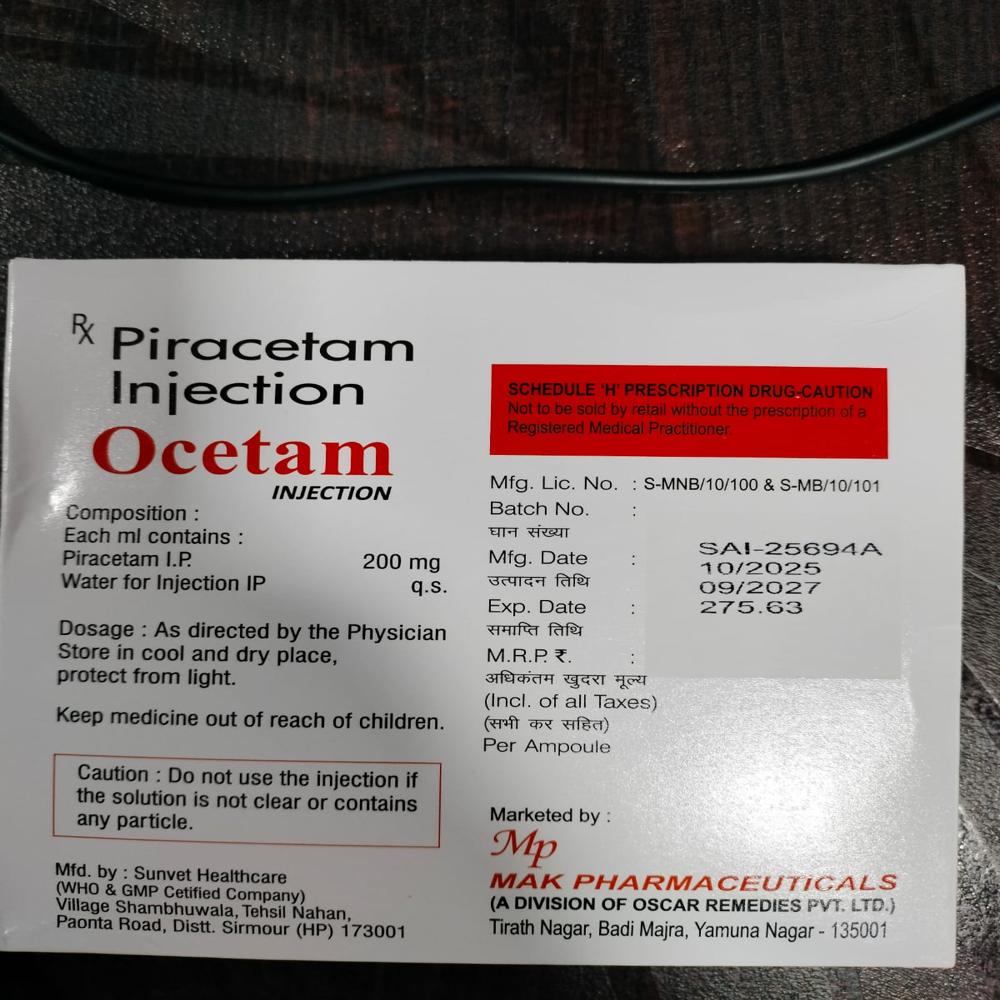 Rx Piracetam
Injection
Ocetam
INJECTION
Composition :
Each ml contains :
Piracetam I.P. 200 mg
Water for Injection IP q.s.
Dosage : As directed by the Physician
Store in cool and dry place,
protect from light.
Keep medicine out of reach of children.
Caution : Do not use the injection if
the solution is not clear or contains
any particle.
Mfd. by : Sunvet Healthcare
(WHO & GMP Cetified Company)
Village Shambhuwala, Tehsil Nahan,
Paonta Road, Distt. Sirmour (HP) 173001
SCHEDULE 'H' PRESCRIPTION DRUG-CAUTION
Not to be sold by retail without the prescription of a
Registered Medical Practitioner.
Mfg. Lic. No. : S-MNB/10/100 & S-MB/10/101
Batch No. :
घान संख्या
Mfg. Date :
उत्पादन तिथि
Exp. Date :
समाप्ति तिथि
M.R.P. ₹. :
अधिकतम खुदरा मूल्य
(Incl. of all Taxes)
(सभी कर सहित)
Per Ampoule
SAI-25694A
10/2025
09/2027
275.63
Marketed by :
Mp
MAK PHARMACEUTICALS
(A DIVISION OF OSCAR REMEDIES PVT. LTD.)
Tirath Nagar, Badi Majra, Yamuna Nagar - 135001